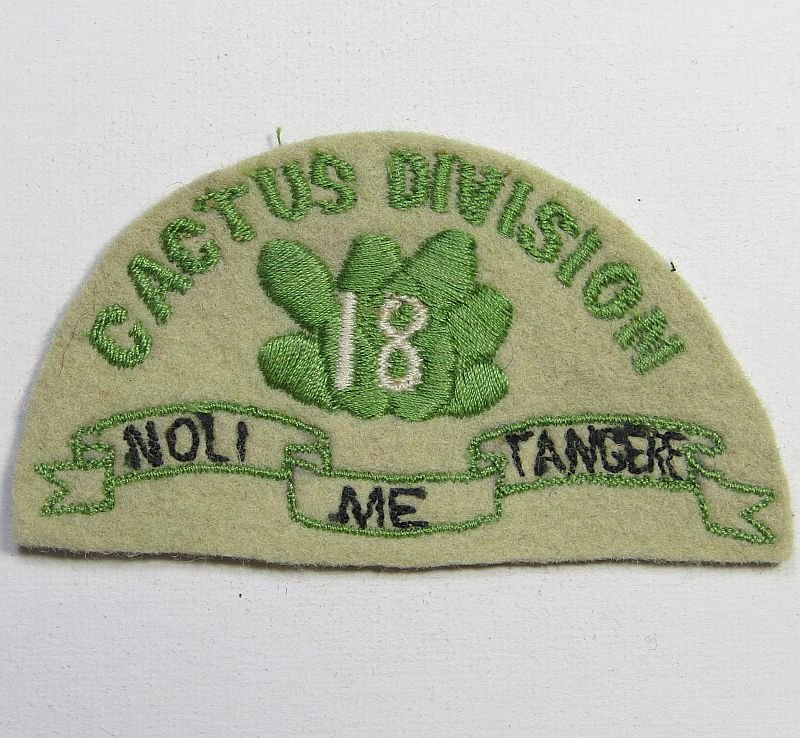 CACTUS DIVISION
18
NOLI ME TANGERE